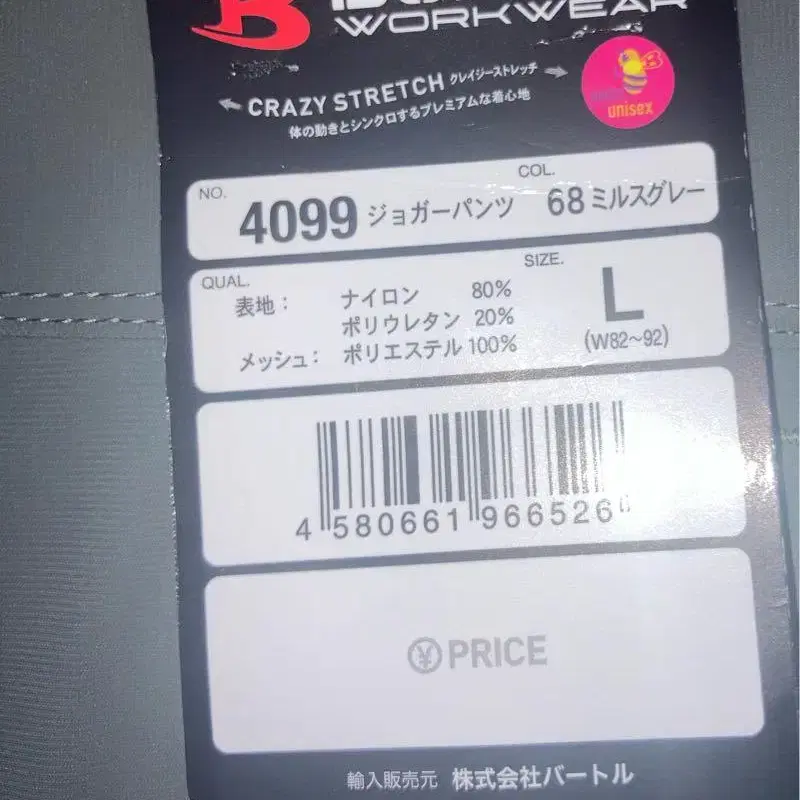 WORKWEAR
CRAZY STRETCH クレイジーストレッチ
体の動きとシンクロするプレミアムな着心地
unisex
NO. 4099 ジョガーパンツ COL. 68 ミルスグレー
QUAL. SIZE.
表地： ナイロン 80% L
ポリウレタン 20%
メッシュ： ポリエステル 100% (W82~92)
4 580661 966526
¥ PRICE
輸入販売元 株式会社バートル